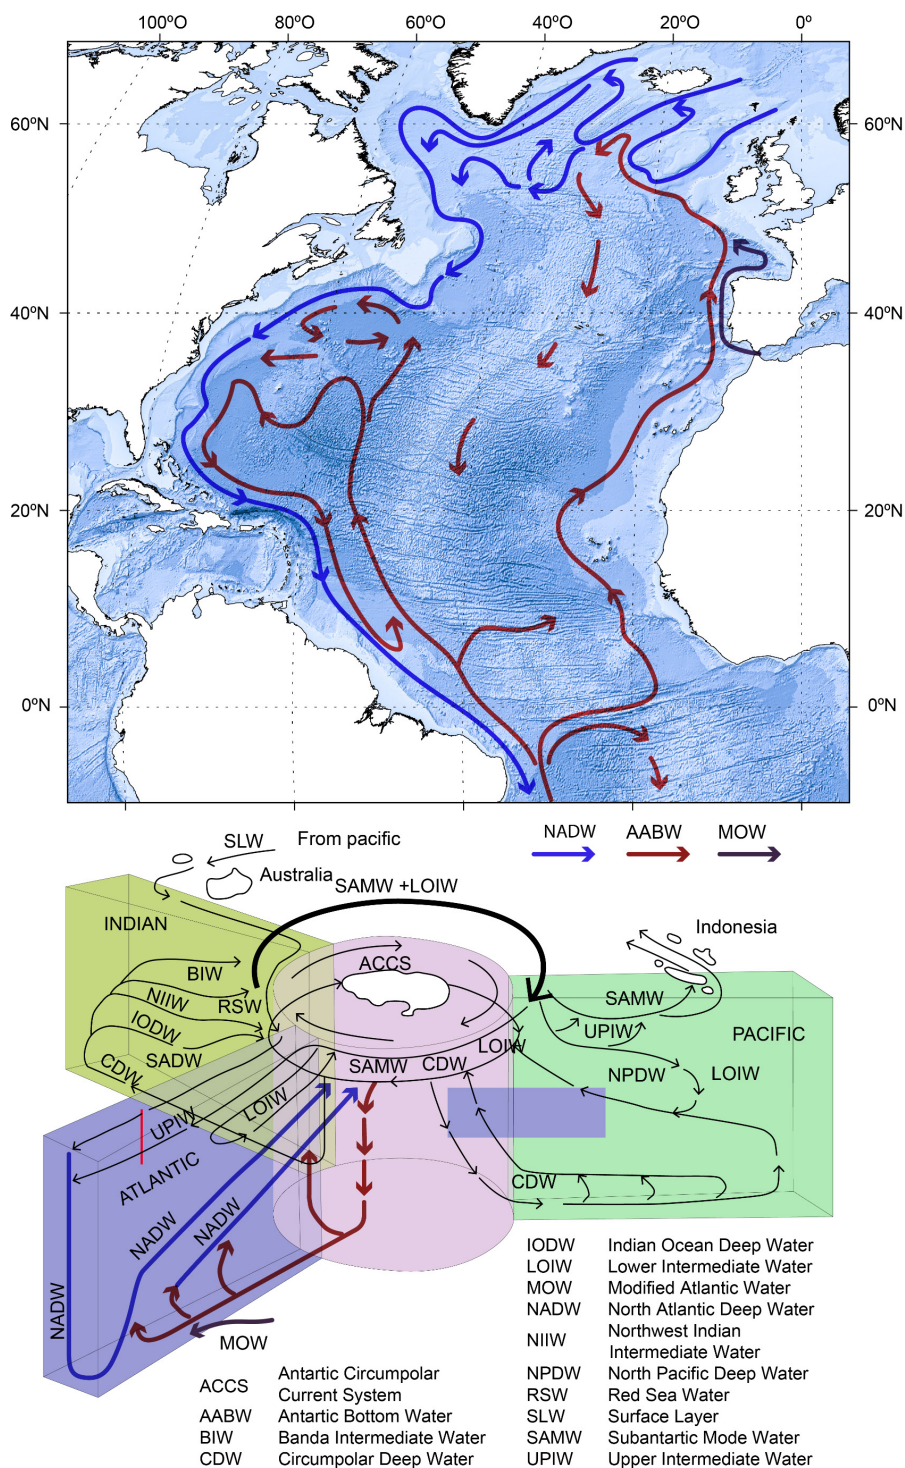 100ºO 80ºO 60ºO 40ºO 20ºO 0º
60ºN 60ºN
40ºN 40ºN
20ºN 20ºN
0ºN 0ºN
NADW AABW MOW
SLW From pacific
Australia
SAMW +LOIW
INDIAN
Indonesia
ACCS
BIW
NIIW
RSW
SAMW
IODW
UPIW
PACIFIC
SADW
LOIW
CDW
SAMW
CDW
NPDW
LOIW
LOIW
UPIW
ATLANTIC
CDW
NADW
NADW
NADW
MOW
IODW Indian Ocean Deep Water
LOIW Lower Intermediate Water
MOW Modified Atlantic Water
NADW North Atlantic Deep Water
NIIW Northwest Indian
Intermediate Water
NPDW North Pacific Deep Water
RSW Red Sea Water
SLW Surface Layer
SAMW Subantarctic Mode Water
UPIW Upper Intermediate Water
ACCS Antartic Circumpolar
Current System
AABW Antartic Bottom Water
BIW Banda Intermediate Water
CDW Circumpolar Deep Water